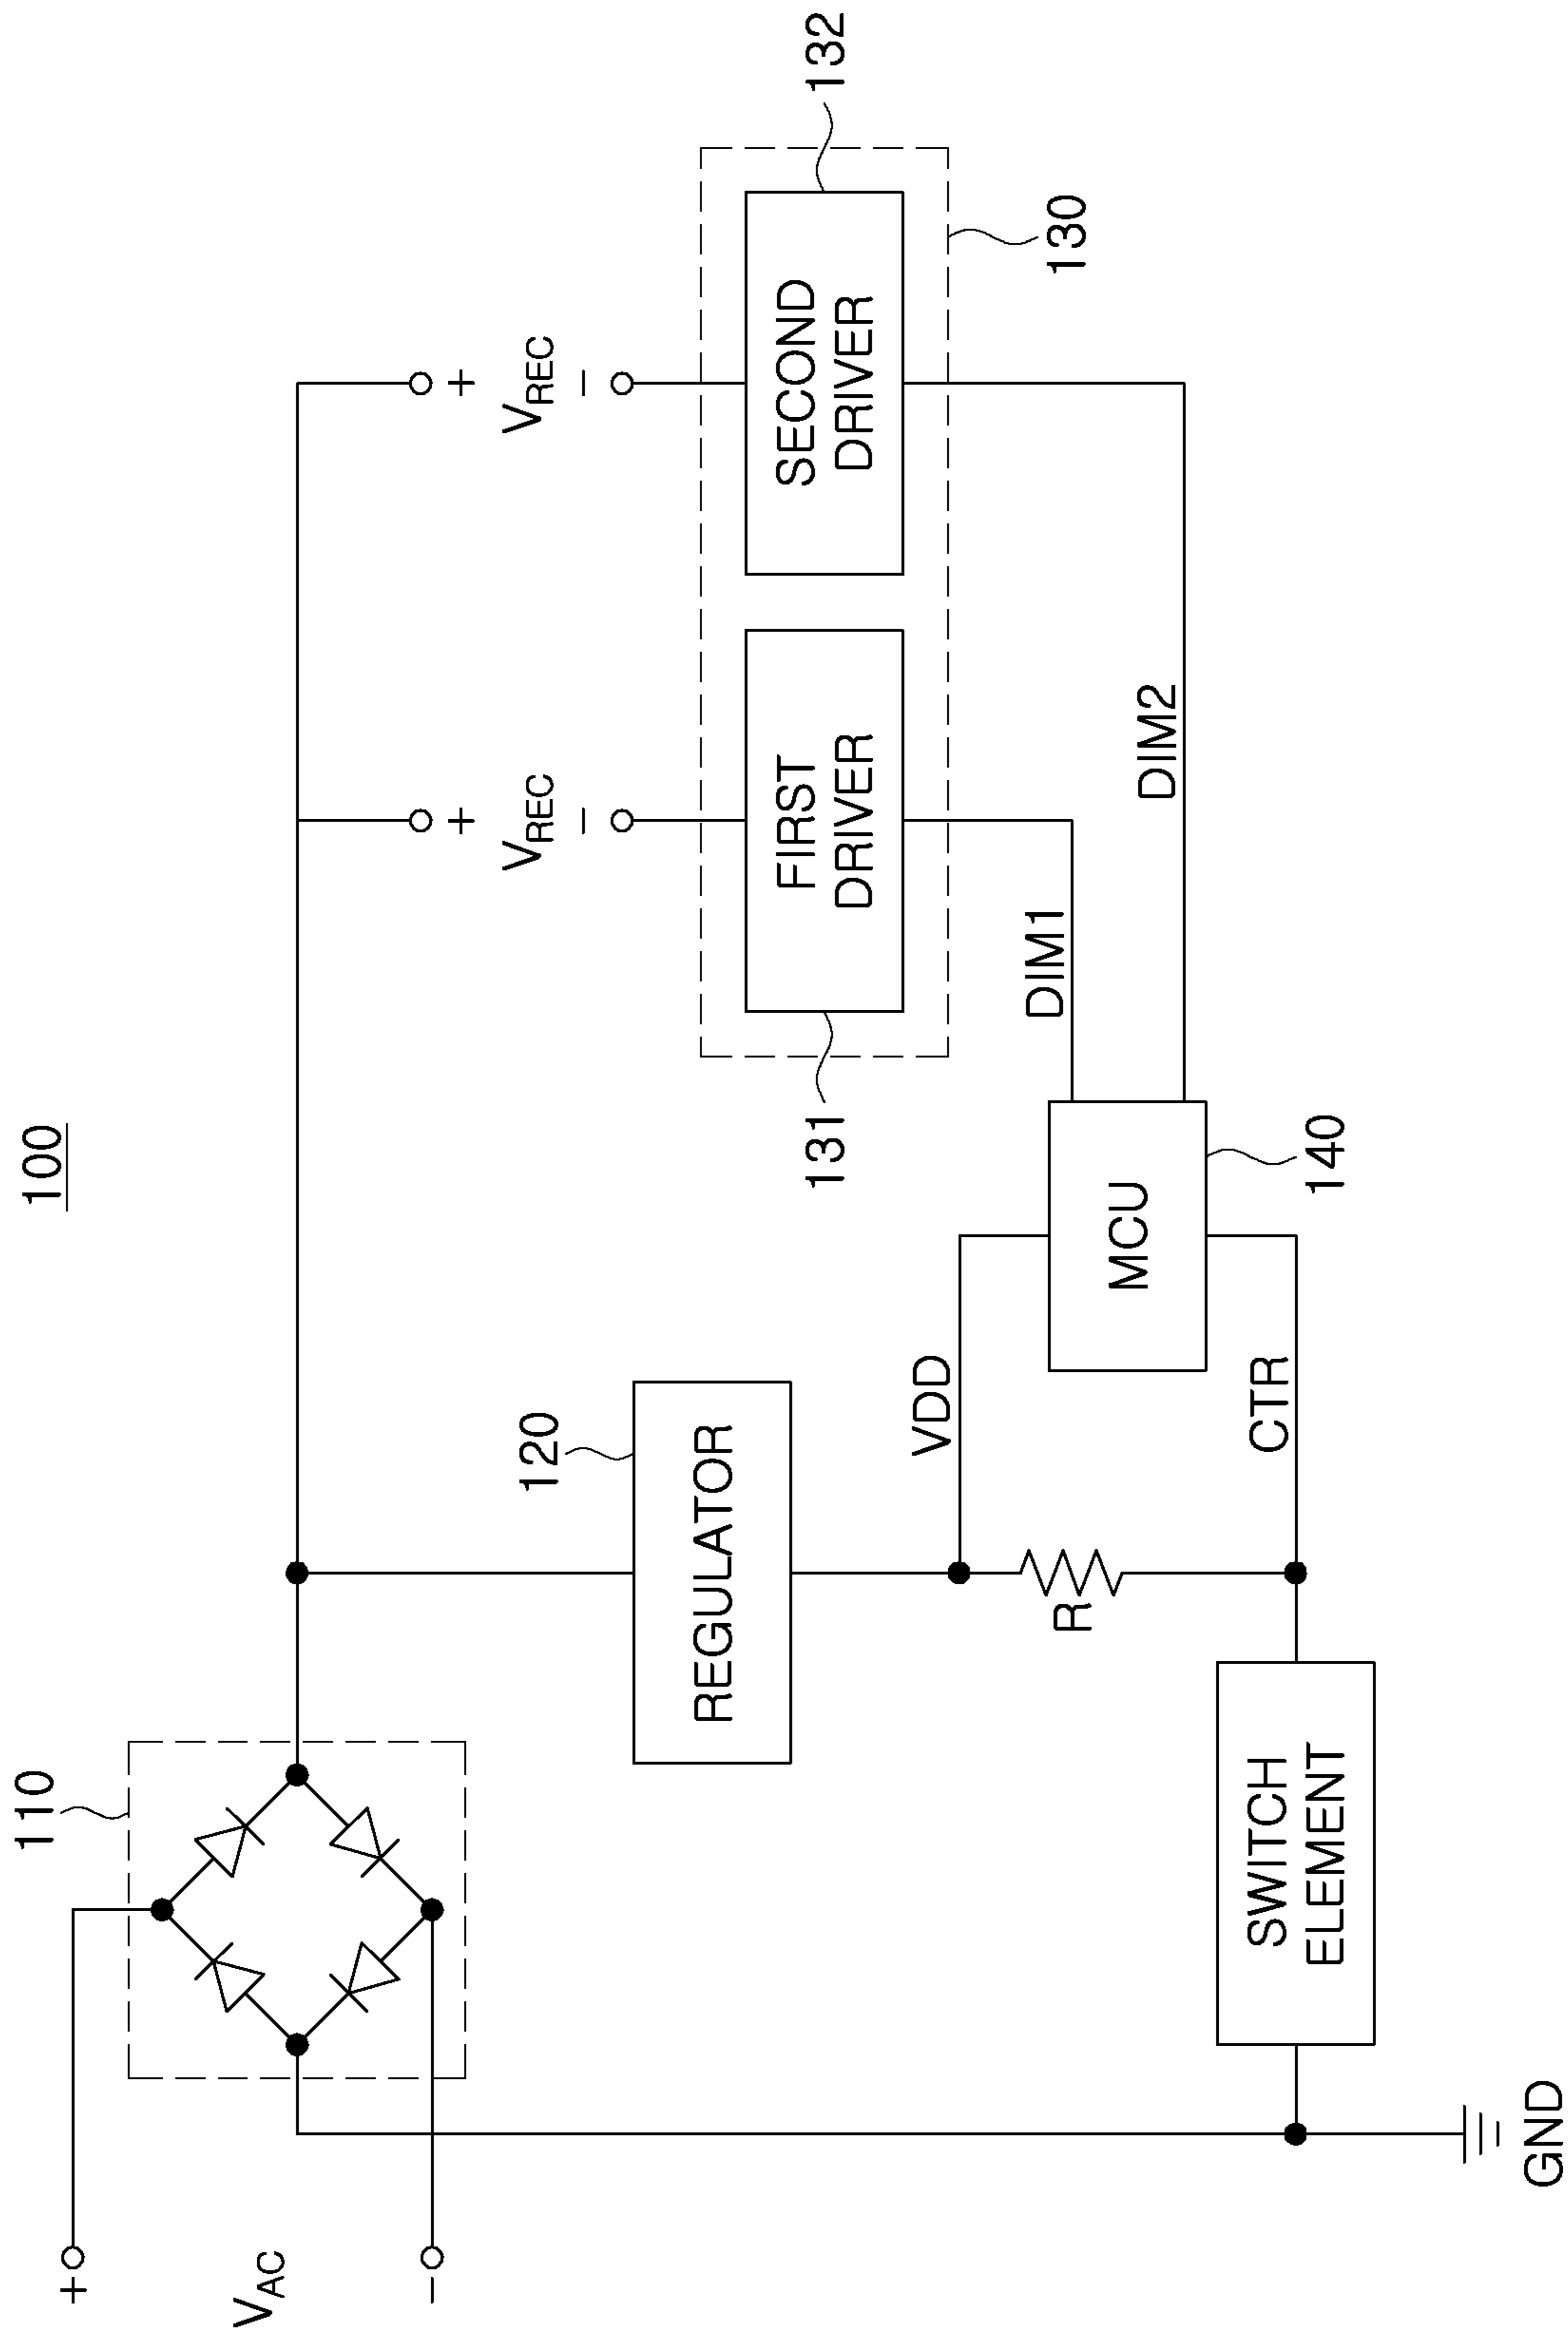 100
110
+
V_AC
−
120
REGULATOR
+
V_REC
−
+
V_REC
−
131
FIRST
DRIVER
SECOND
DRIVER
132
130
VDD
R
CTR
MCU
140
DIM1
DIM2
SWITCH
ELEMENT
GND